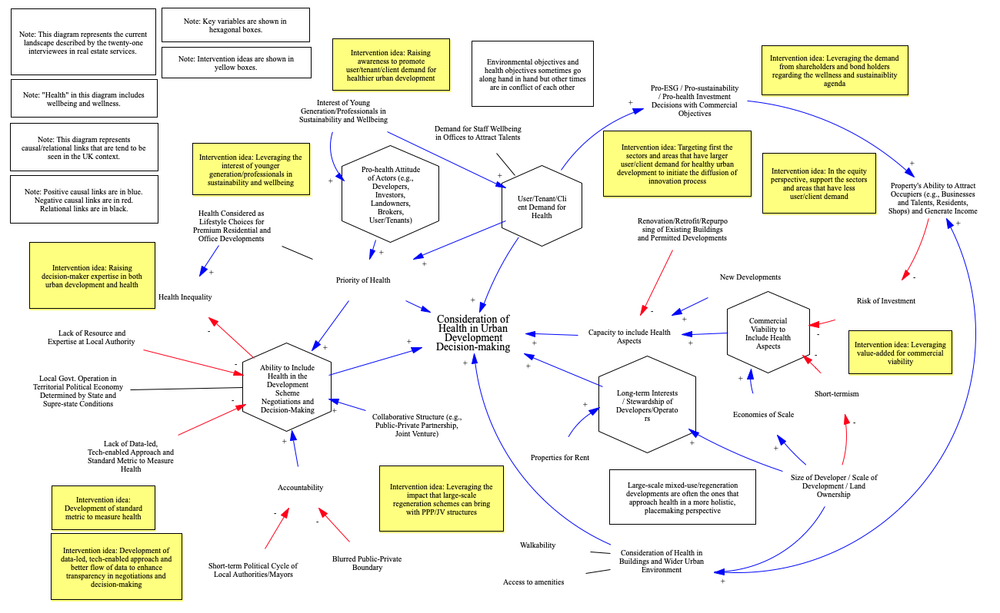 Note: This diagram represents the current
landscape described by the twenty-one
interviewees in real estate services.
Note: Key variables are shown in
hexagonal boxes.
Note: Intervention ideas are shown in
yellow boxes.
Note: "Health" in this diagram includes
wellbeing and wellness.
Note: This diagram represents
causal/relational links that are tend to be
seen in the UK context.
Note: Positive causal links are in blue.
Negative causal links are in red.
Relational links are in black.
Intervention idea: Raising
awareness to promote
user/tenant/client demand for
healthier urban development
Environmental objectives and
health objectives sometimes go
along hand in hand but other times
are in conflict of each other
Intervention idea: Leveraging the demand
from shareholders and bond holders
regarding the wellness and sustainaiblity
agenda
Interest of Young
Generation/Professionals in
Sustainability and Wellbeing
Demand for Staff Wellbeing
in Offices to Attract Talents
Pro-ESG / Pro-sustainability
/ Pro-health Investment
Decisions with Commercial
Objectives
+
Intervention idea: Leveraging the
interest of younger
generation/professionals in
sustainability and wellbeing
Pro-health Attitude
of Actors (e.g.,
Developers,
Investors,
Landowners,
Brokers,
User/Tenants)
+
User/Tenant/Cli
ent Demand for
Health
+
Intervention idea: Targeting first the
sectors and areas that have larger
user/client demand for healthy urban
development to initiate the diffusion of
innovation process
Intervention idea: In the equity
perspective, support the sectors
and areas that have less
user/client demand
+
Property's Ability to Attract
Occupiers (e.g., Businesses
and Talents, Residents,
Shops) and Generate Income
+
Health Considered as
Lifestyle Choices for
Premium Residential and
Office Developments
Renovation/Retrofit/Repurpo
sing of Existing Buildings
and Permitted Developments
Intervention idea: Raising
decision-maker expertise in both
urban development and health
+
Health Inequality
-
Priority of Health
+
+
New Developments
Risk of Investment
-
Consideration of
Health in Urban
Development
Decision-making
+
+
+
+
+
Capacity to include Health
Aspects
-
+
+
Commercial
Viability to
Include Health
Aspects
-
-
+
Intervention idea: Leveraging
value-added for commercial
viability
Lack of Resource and
Expertise at Local Authority
Local Govt. Operation in
Territorial Political Economy
Determined by State and
Supre-state Conditions
Ability to Include
Health in the
Development
Scheme
Negotiations and
Decision-Making
-
-
+
+
+
Long-term Interests
/ Stewardship of
Developers/Operato
rs
+
+
Short-termism
-
Economies of Scale
+
Collaborative Structure (e.g.,
Public-Private Partnership,
Joint Venture)
Lack of Data-led,
Tech-enabled Approach and
Standard Metric to Measure
Health
Properties for Rent
Size of Developer / Scale of
Development / Land
Ownership
Accountability
-
-
Intervention idea: Leveraging the
impact that large-scale
regeneration schemes can bring
with PPP/JV structures
Large-scale mixed-use/regeneration
developments are often the ones that
approach health in a more holistic,
placemaking perspective
Intervention idea:
Development of standard
metric to measure health
Intervention idea: Development of
data-led, tech-enabled approach and
better flow of data to enhance
transparency in negotiations and
decision-making
Short-term Political Cycle of
Local Authorities/Mayors
Blurred Public-Private
Boundary
Walkability
Access to amenities
Consideration of Health in
Buildings and Wider Urban
Environment
+